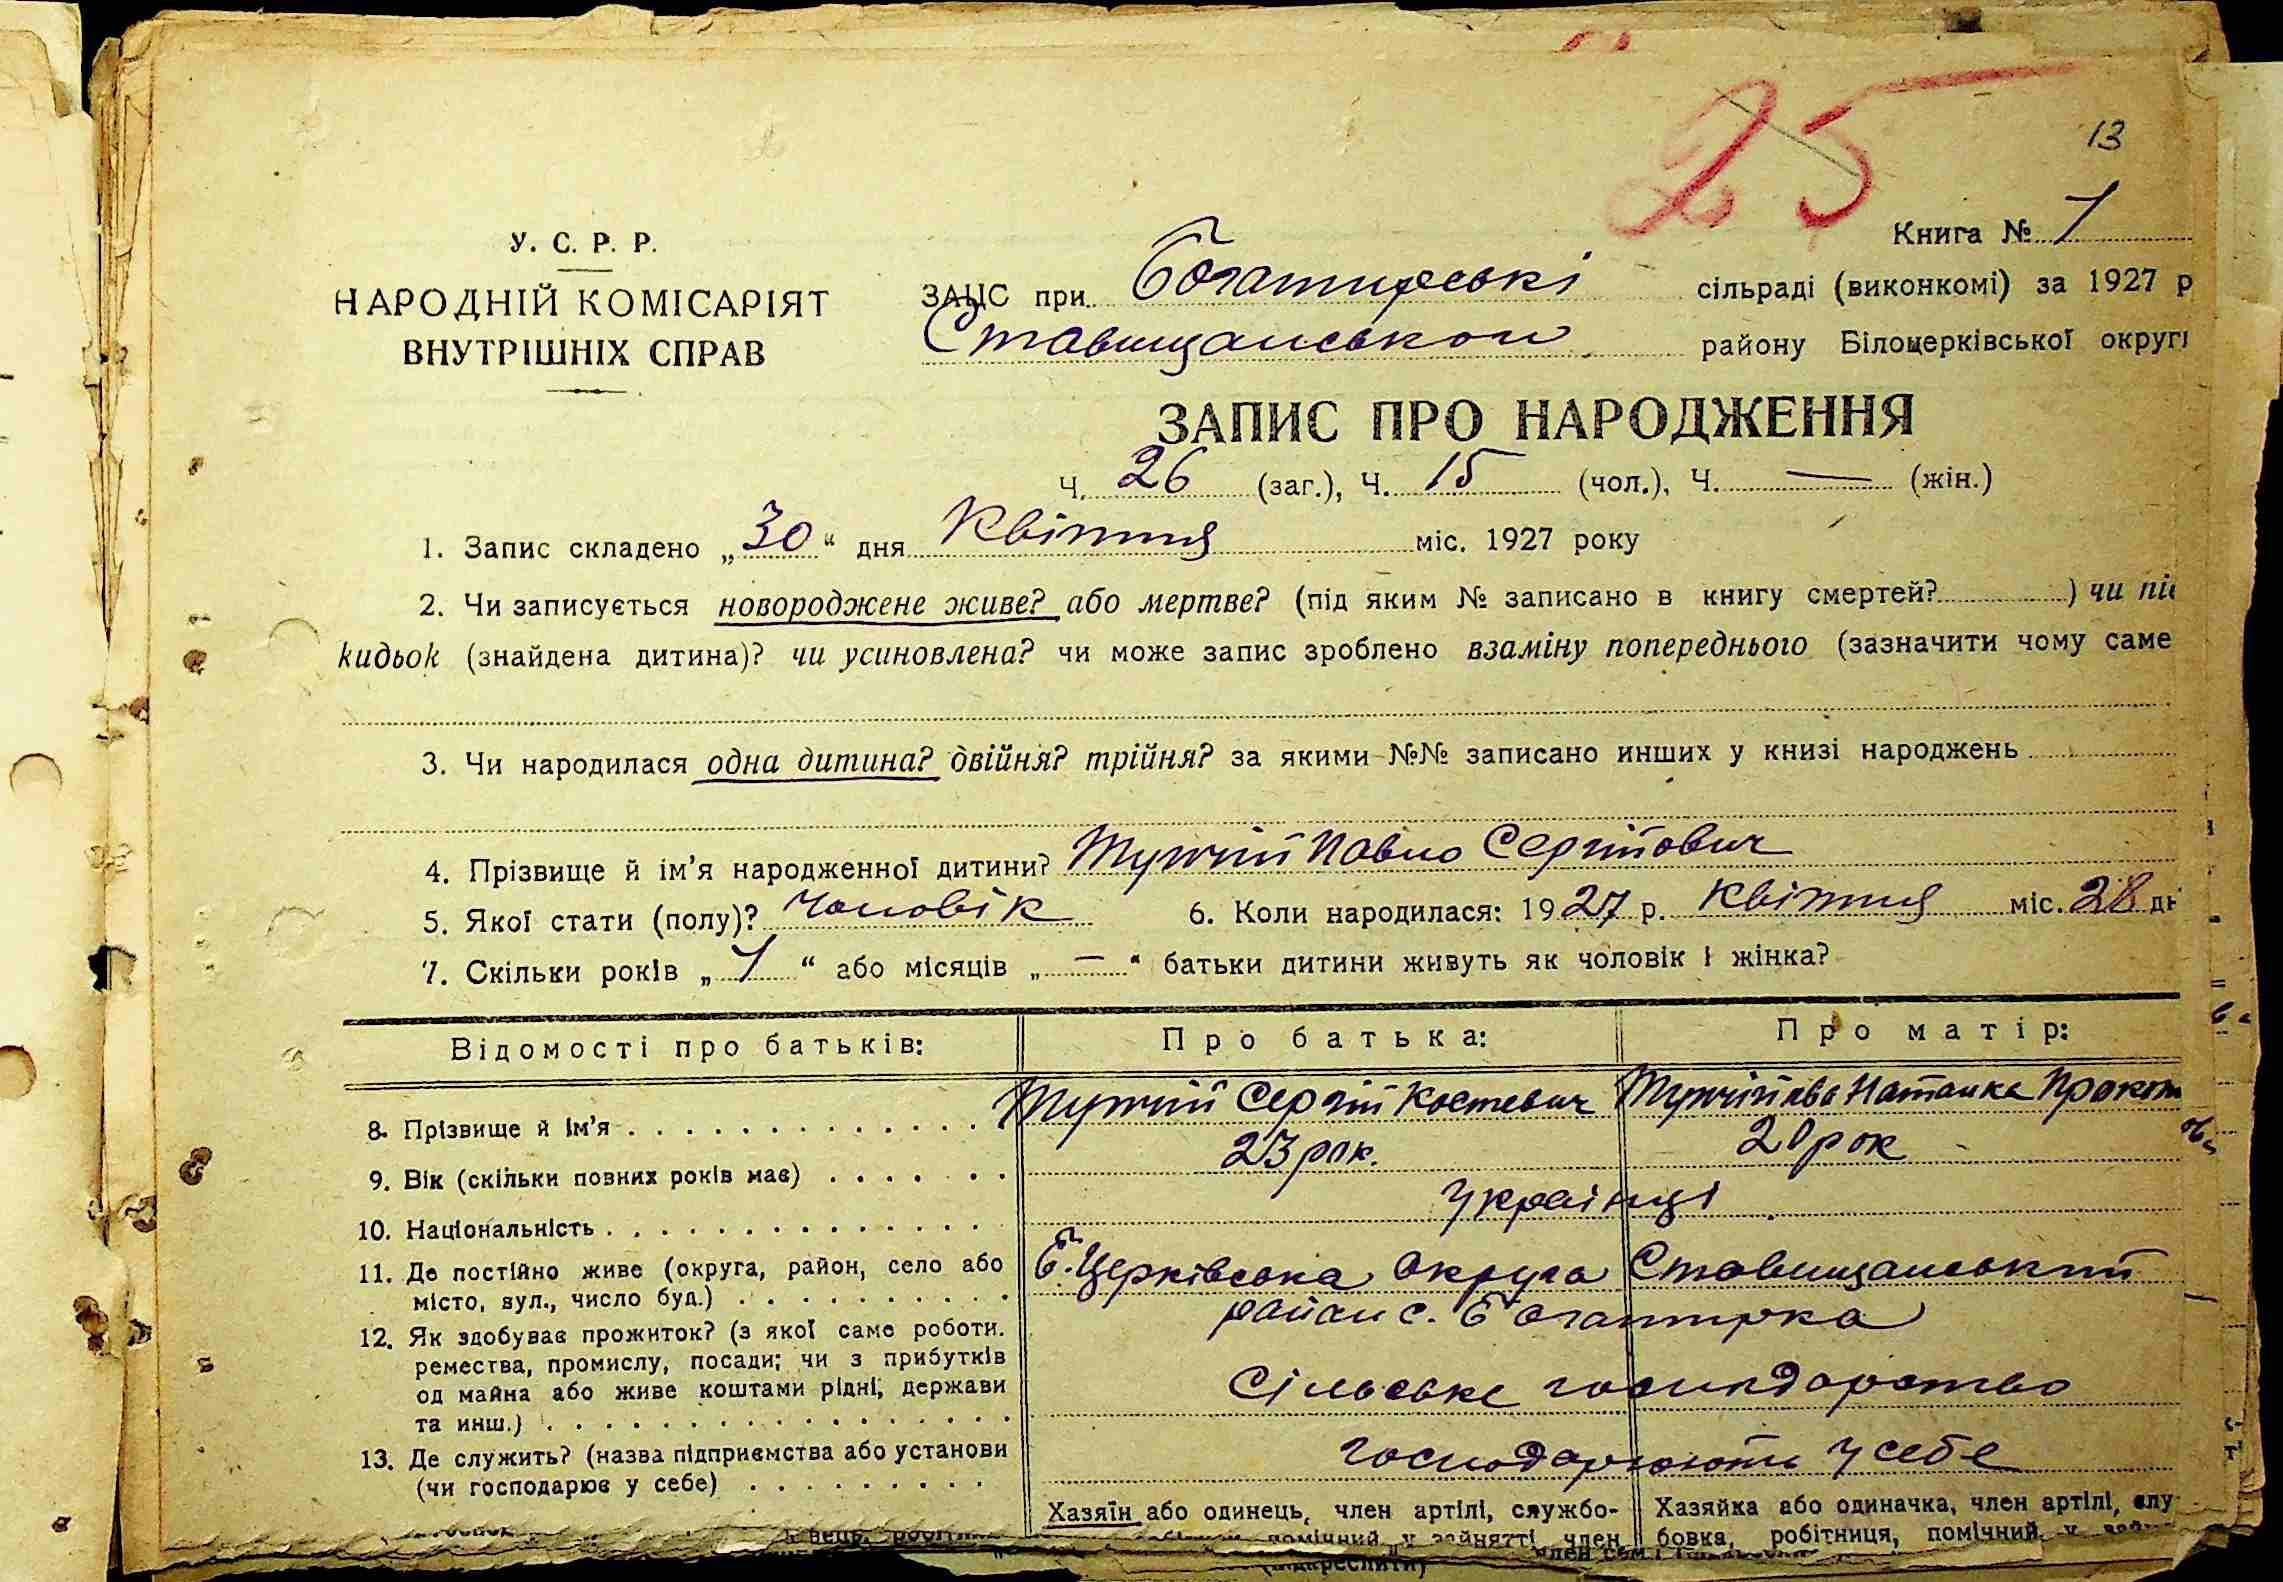 25
13
У. С. Р. Р.
НАРОДНІЙ КОМІСАРІЯТ
ВНУТРІШНІХ СПРАВ
Книга № 1
ЗАЦС при Богатирські сільраді (виконкомі) за 1927 р
Ставищанськом району Білоцерківської округи
ЗАПИС ПРО НАРОДЖЕННЯ
Ч. 26 (заг.), Ч. 15 (чол.), Ч. — (жін.)
1. Запис складено „30“ дня Квітня міс. 1927 року
2. Чи записується новороджене живе? або мертве? (під яким № записано в книгу смертей? ) чи під
кидьок (знайдена дитина)? чи усиновлена? чи може запис зроблено взаміну попереднього (зазначити чому саме
3. Чи народилася одна дитина? двійня? трійня? за якими №№ записано инших у книзі народжень
4. Прізвище й ім’я народженної дитини? Тужий Павло Сергійович
5. Якої стати (полу)? Чоловік 6. Коли народилася: 1927 р. Квітня міс. 28 дн
7. Скільки років „1“ або місяців „—“ батьки дитини живуть як чоловік і жінка?
Відомості про батьків: Про батька: Про матір:
8. Прізвище й ім’я Тужий Сергій Костевич Наталка
9. Вік (скільки повних років має) 23 рок. 20 рок
10. Національність Українці
11. Де постійно живе (округа, район, село або Б.Церківська Округа Ставищанський
місто, вул., число буд.) район с. Богатирка
12. Як здобуває прожиток? (з якої саме роботи.
ремества, промислу, посади; чи з прибутків
од майна або живе коштами рідні, держави Сільське господарство
та инш.)
13. Де служить? (назва підприємства або установи господарюють у себе
(чи господарює у себе)
Хазяїн або одинець, член артілі, службо- Хазяйка або одиначка, член артілі, слу
помічний у зайнятті член бовка, робітниця, помічний у
(підкреслити)